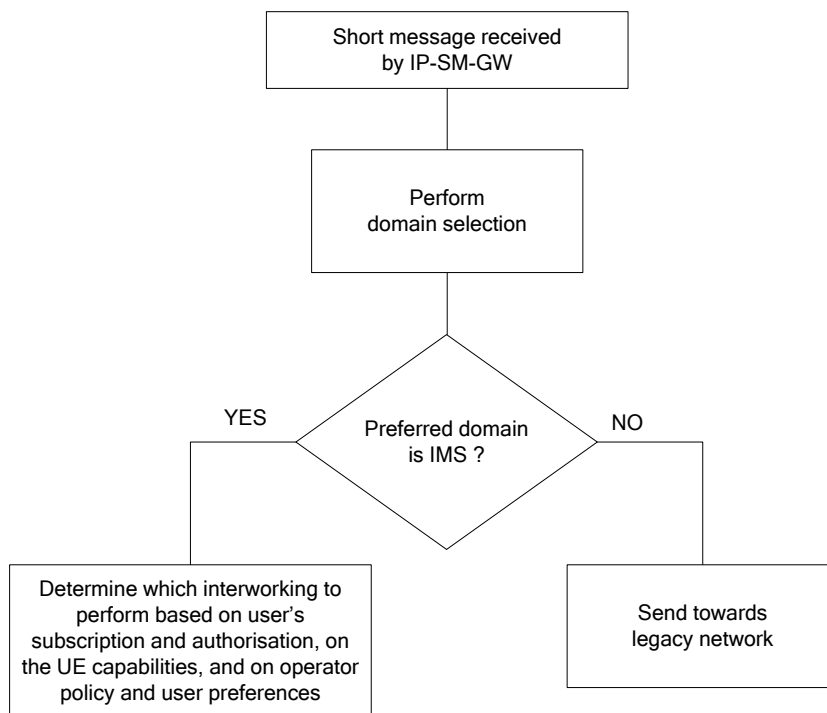 Short message received
by IP-SM-GW
Perform
domain selection
Preferred domain
is IMS ?
YES
NO
Determine which interworking to
perform based on user's
subscription and authorisation, on
the UE capabilities, and on operator
policy and user preferences
Send towards
legacy network